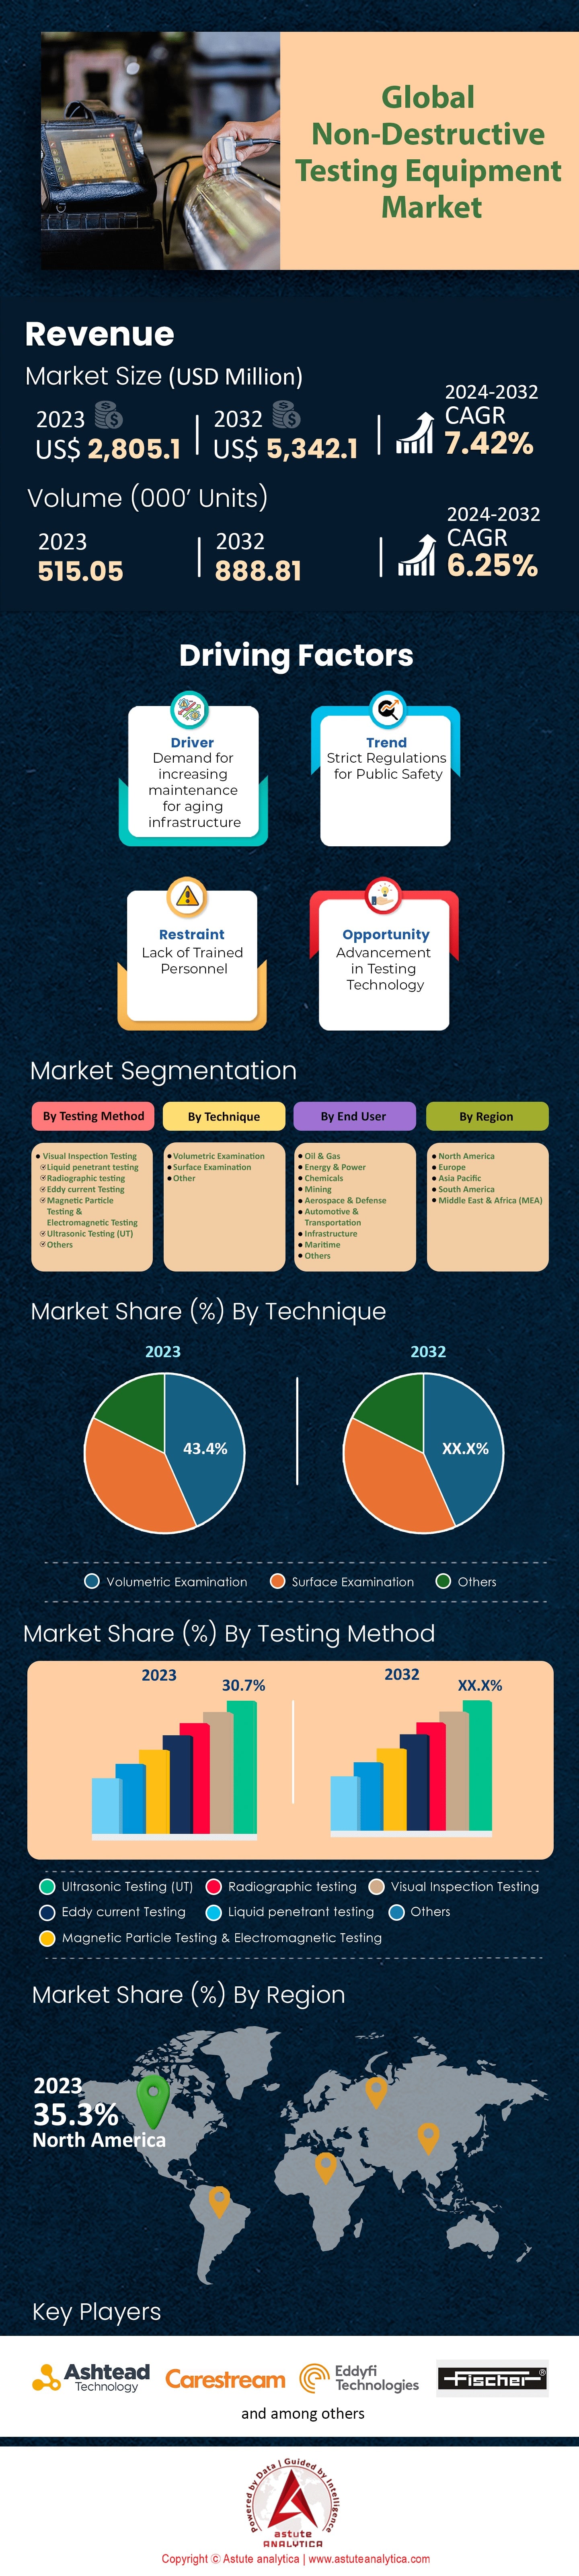 Global
Non-Destructive
Testing Equipment
Market
Revenue
Market Size (USD Million)
2023
US$ 2,805.1
2032
US$ 5,342.1
2024-2032
CAGR
7.42%
Volume (000' Units)
2023
515.05
2032
888.81
2024-2032
CAGR
6.25%
Driving Factors
Driver
Demand for
increasing
maintenance
for aging
infrastructure
Trend
Strict Regulations
for Public Safety
Restraint
Lack of Trained
Personnel
Opportunity
Advancement
in Testing
Technology
Market Segmentation
By Testing Method
Visual Inspection Testing
Liquid penetrant testing
Radiographic testing
Eddy current Testing
Magnetic Particle
Testing &
Electromagnetic Testing
Ultrasonic Testing (UT)
Others
By Technique
Volumetric Examination
Surface Examination
Other
By End User
Oil & Gas
Energy & Power
Chemicals
Mining
Aerospace & Defense
Automotive &
Transportation
Infrastructure
Maritime
Others
By Region
North America
Europe
Asia Pacific
South America
Middle East & Africa (MEA)
Market Share (%) By Technique
2023
43.4%
2032
XX.X%
Volumetric Examination
Surface Examination
Others
Market Share (%) By Testing Method
2023
30.7%
2032
XX.X%
Ultrasonic Testing (UT)
Radiographic testing
Visual Inspection Testing
Eddy current Testing
Liquid penetrant testing
Others
Magnetic Particle Testing & Electromagnetic Testing
Market Share (%) By Region
2023
35.3%
North America
Key Players
Ashtead
Technology
Carestream
Eddyfi
Technologies
Fischer®
and among others
Powered by Data | Guided by Intelligence
astute
ANALYTICA
Copyright © Astute analytica | www.astuteanalytica.com